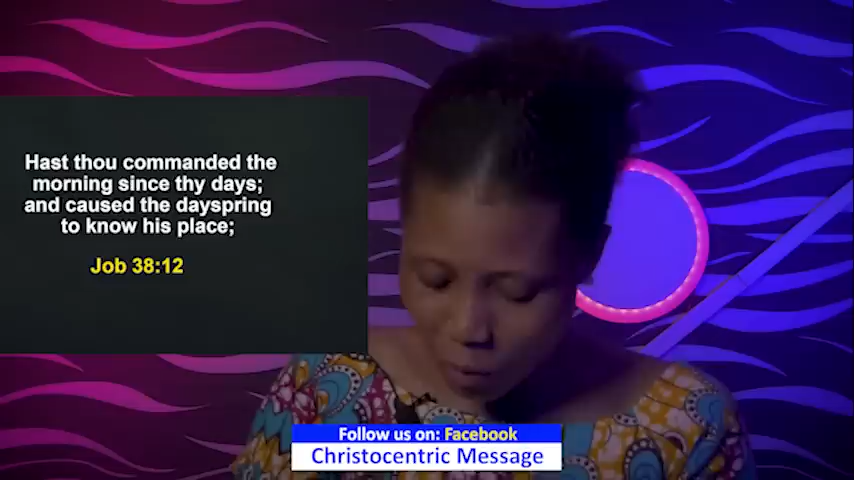 Hast thou commanded the
morning since thy days;
and caused the dayspring
to know his place;
Job 38:12
Follow us on: Facebook
Christocentric Message